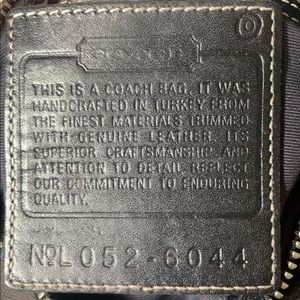 COACH
THIS IS A COACH BAG. IT WAS
HANDCRAFTED IN TURKEY FROM
THE FINEST MATERIALS TRIMMED
WITH GENUINE LEATHER. ITS
SUPERIOR CRAFTSMANSHIP AND
ATTENTION TO DETAIL REFLECT
OUR COMMITMENT TO ENDURING
QUALITY.
NºL052-6044